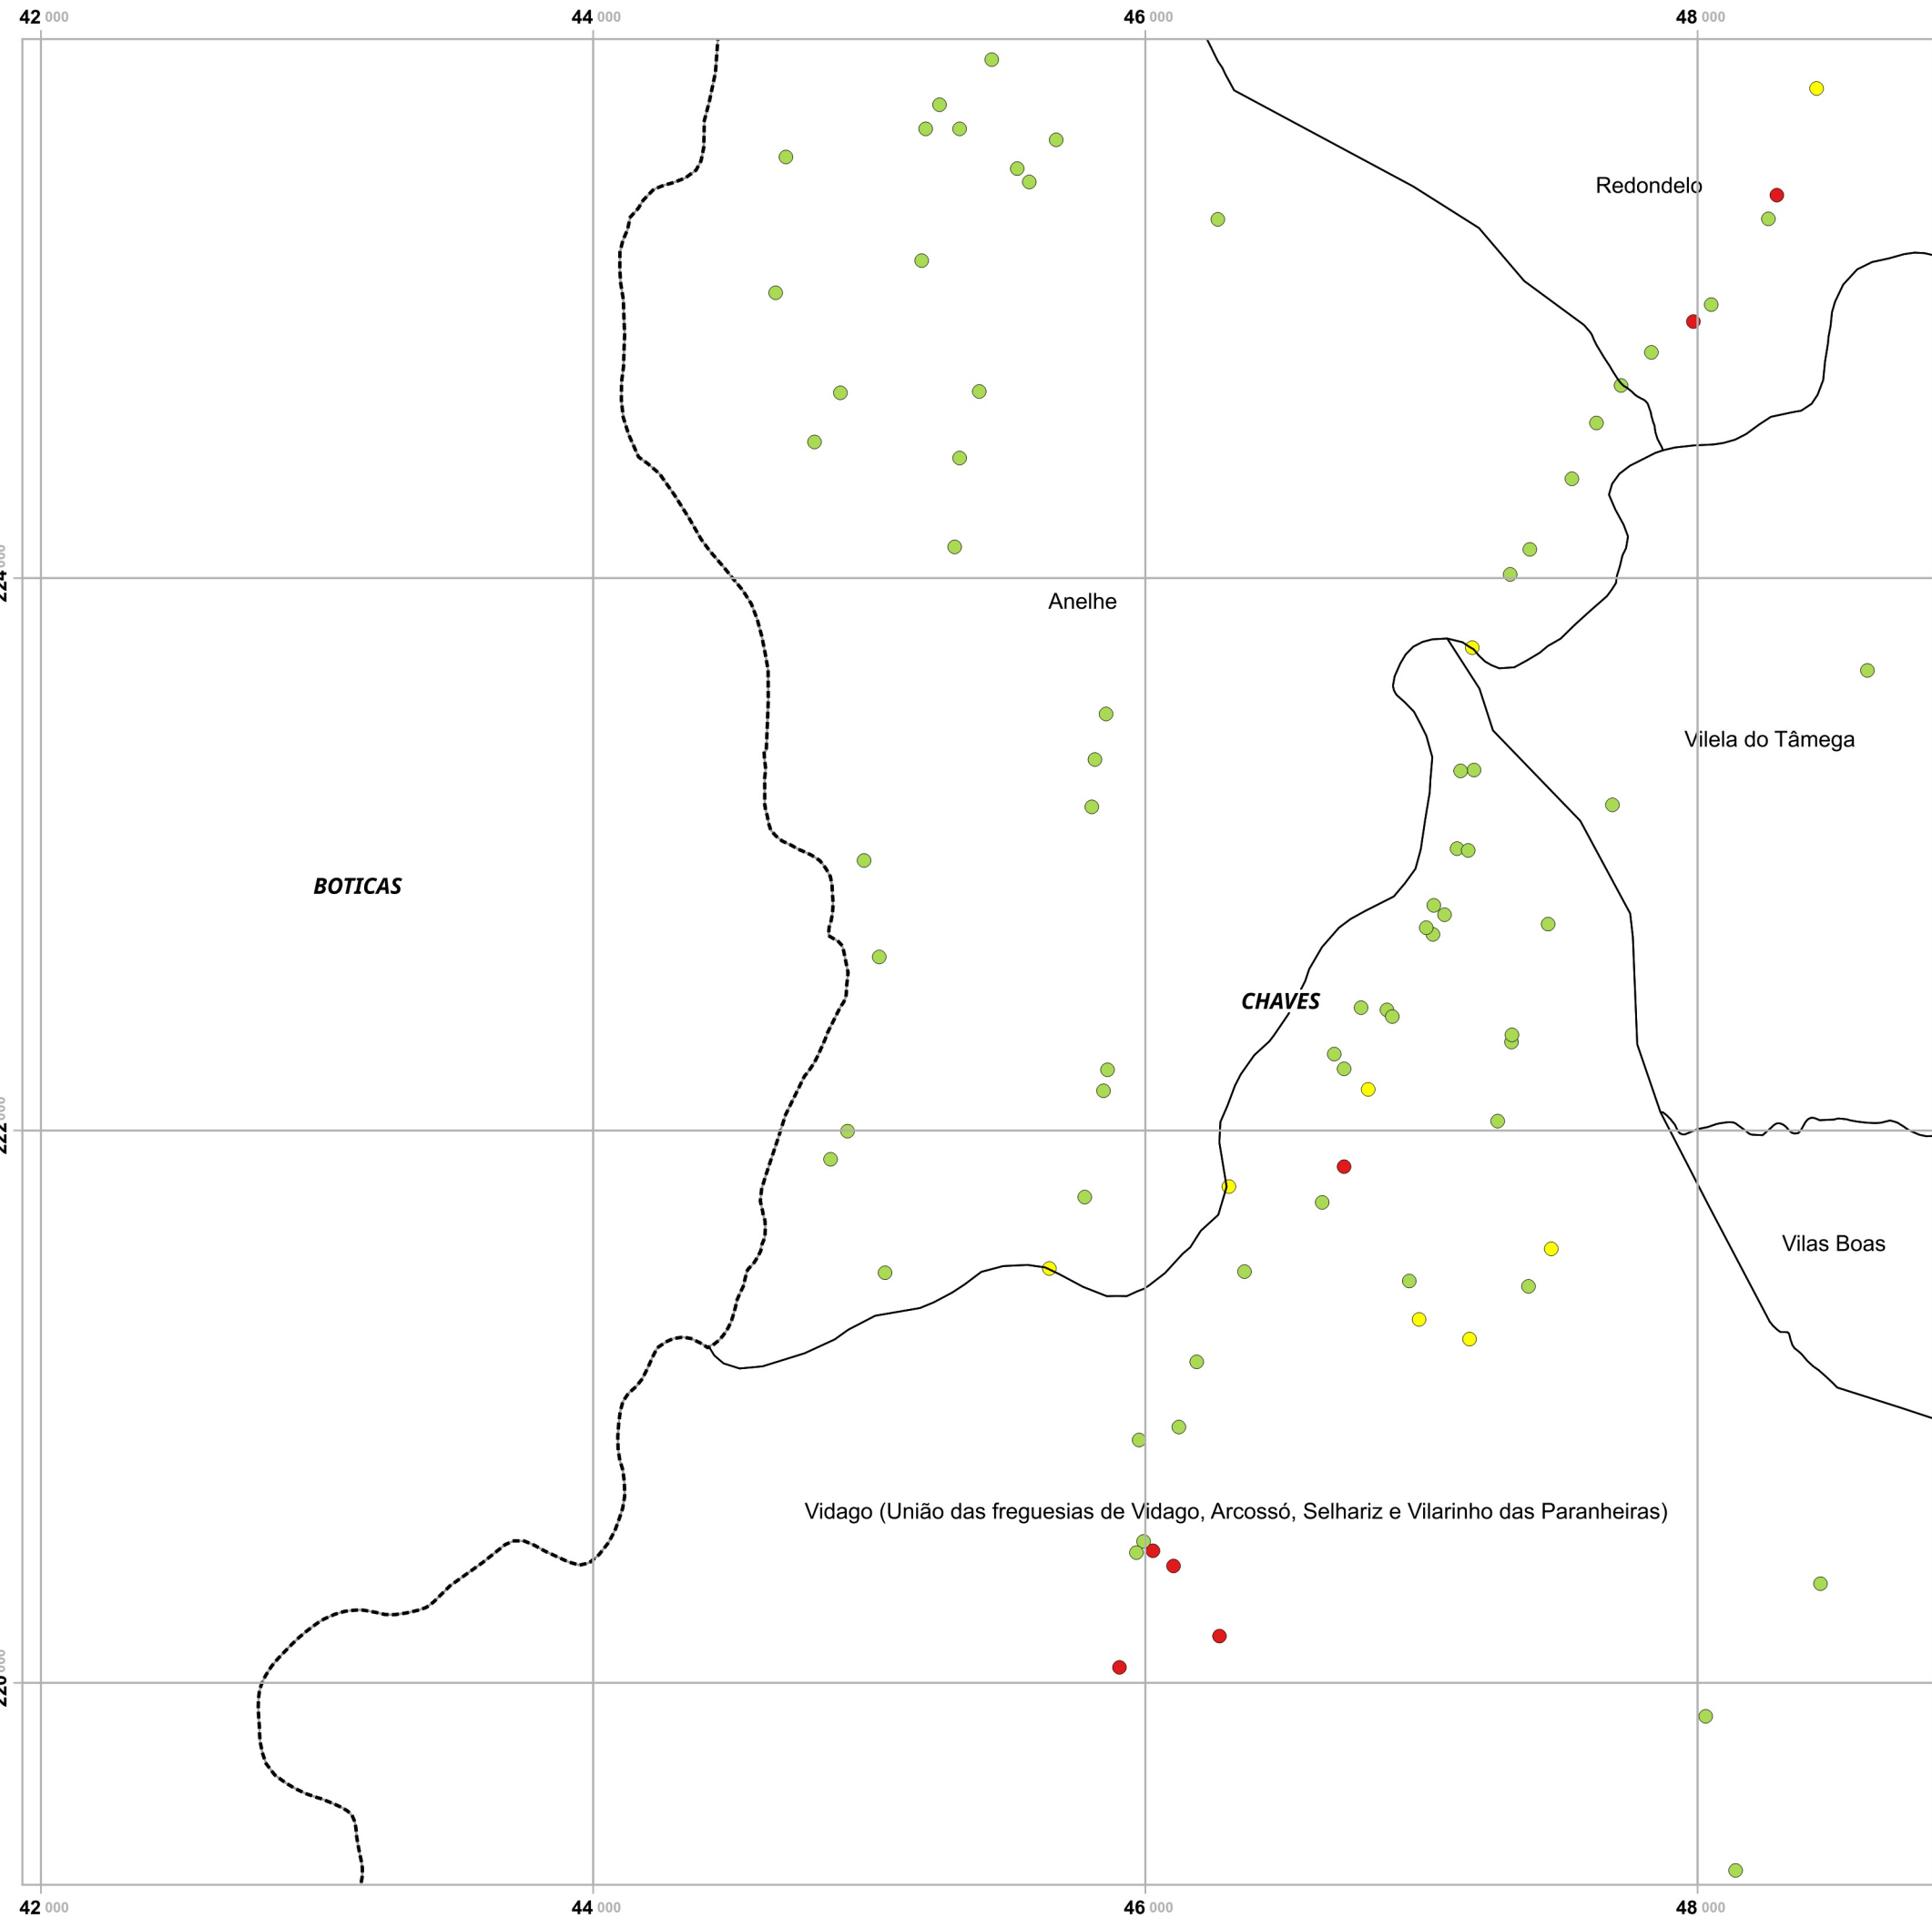 42 000 44 000 46 000 48 000
Redondelo
224 000
Anelhe
Vilela do Tâmega
BOTICAS
CHAVES
222 000
Vilas Boas
Vidago (União das freguesias de Vidago, Arcossó, Selhariz e Vilarinho das Paranheiras)
220 000
42 000 44 000 46 000 48 000